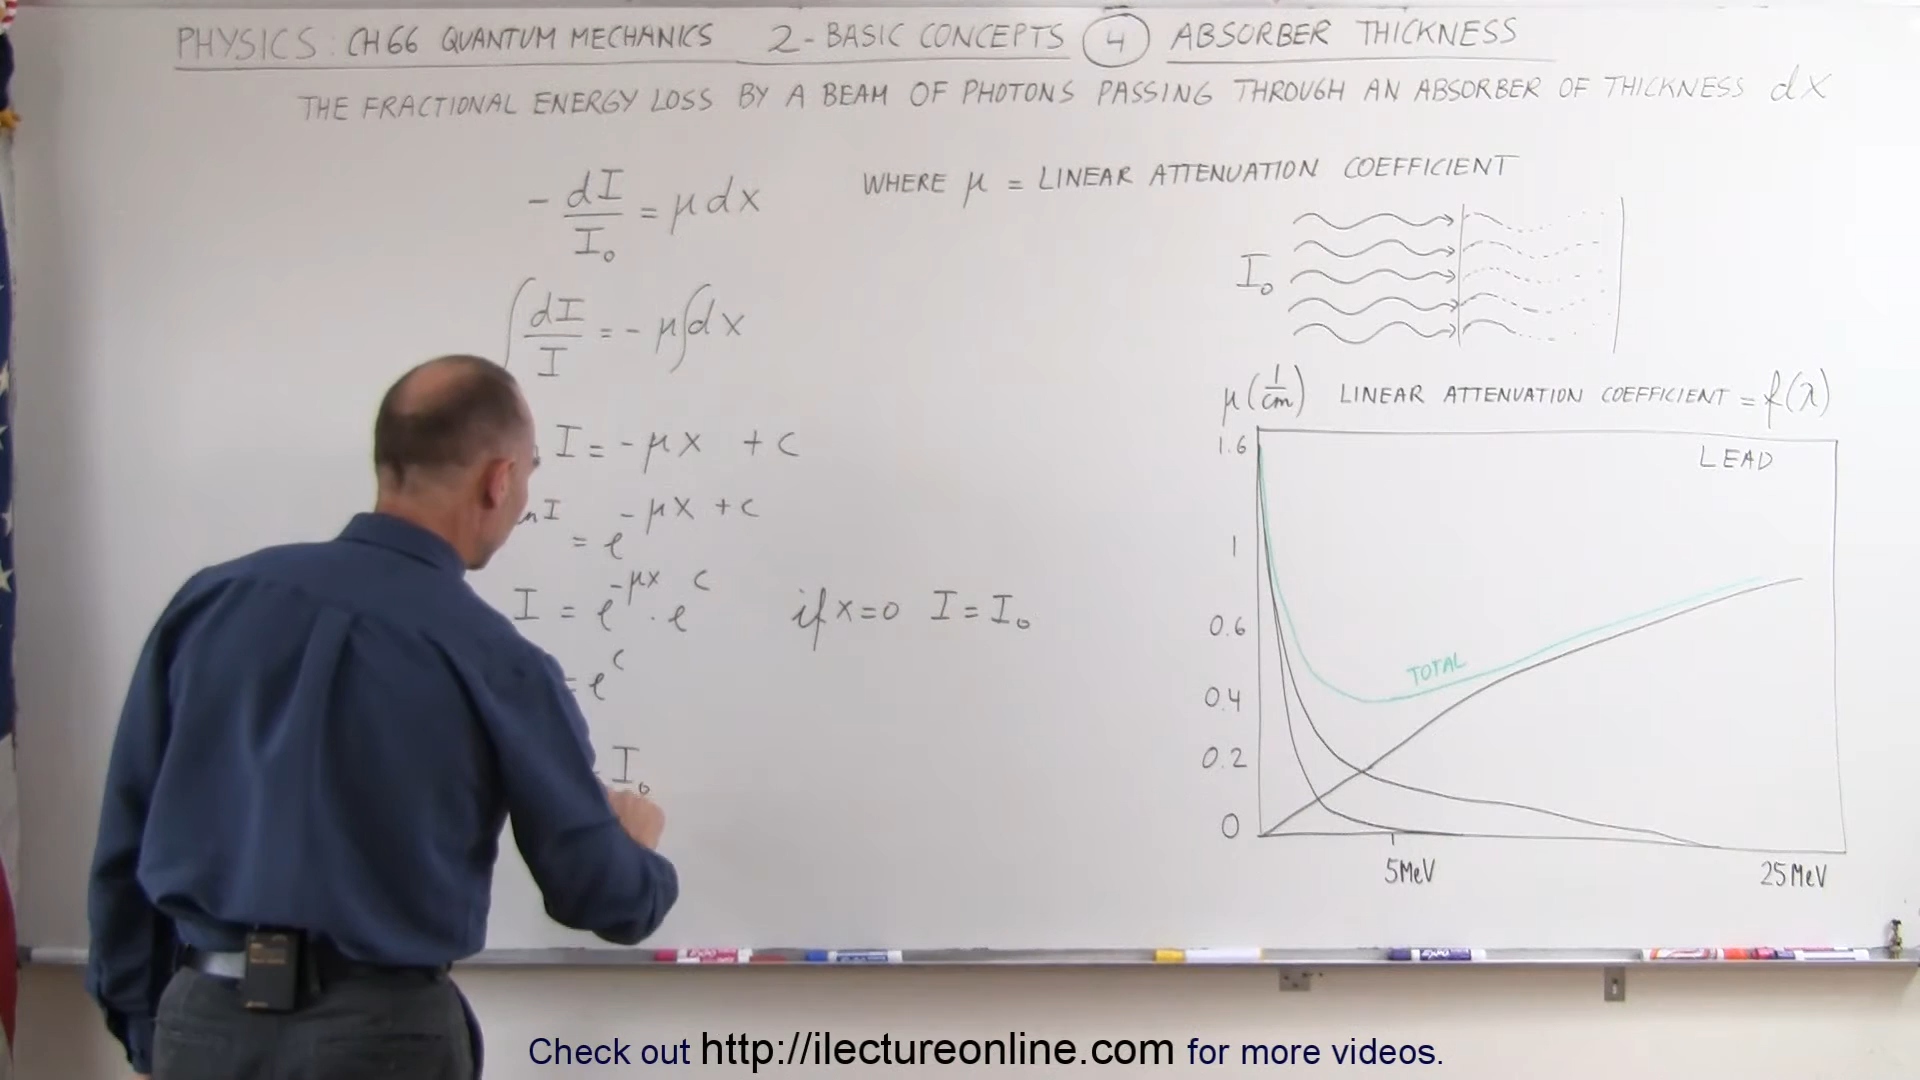 PHYSICS: CH 66 QUANTUM MECHANICS 2-BASIC CONCEPTS 4 ABSORBER THICKNESS
THE FRACTIONAL ENERGY LOSS BY A BEAM OF PHOTONS PASSING THROUGH AN ABSORBER OF THICKNESS dx
- dI/I₀ = μ dx
WHERE μ = LINEAR ATTENUATION COEFFICIENT
I₀
∫ dI/I = - μ ∫ dx
I = - μx + c
n I = e^(- μx + c)
I = e^(-μx) · e^c if x=0 I = I₀
= e^c
I₀
μ (1/cm) LINEAR ATTENUATION COEFFICIENT = f(λ)
1.6
LEAD
1
0.6
TOTAL
0.4
0.2
0
5MeV 25MeV
Check out http://ilectureonline.com for more videos.